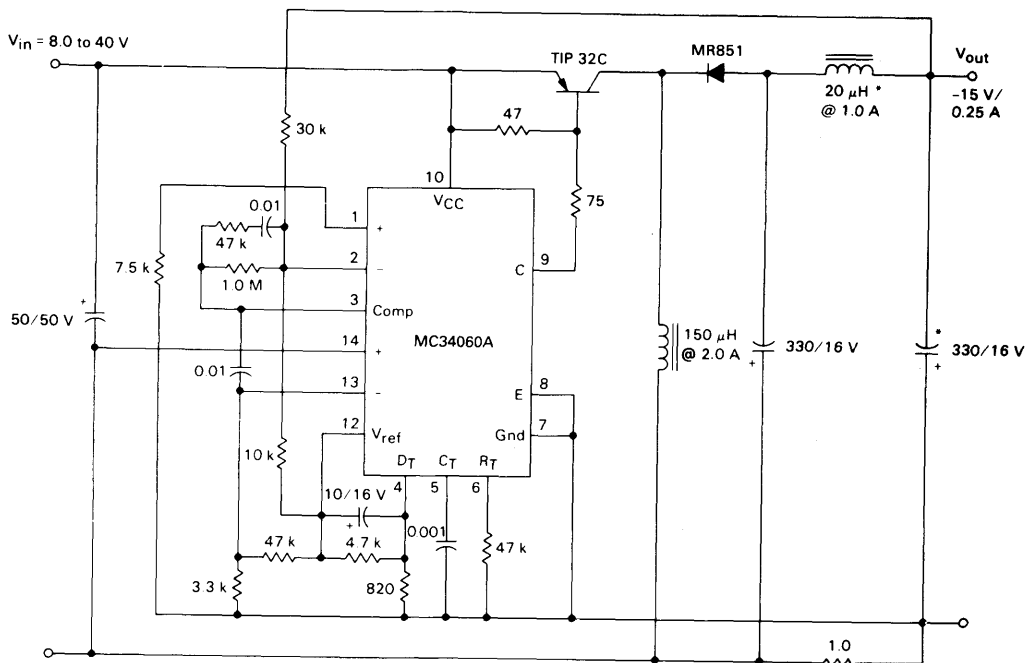 V_in = 8.0 to 40 V
TIP 32C
MR851
V_out
20 μH *
@ 1.0 A
-15 V/
0.25 A
47
30 k
10
V_CC
75
0.01
47 k
1
+
7.5 k
2
-
1.0 M
9
C
3
Comp
50/50 V
+
14
+
MC34060A
150 μH
@ 2.0 A
330/16 V
+
*
330/16 V
+
0.01
13
-
8
E
12
V_ref
7
Gnd
10 k
D_T
C_T
R_T
4
5
6
10/16 V
+
0.001
47 k
4.7 k
47 k
3.3 k
820
1.0